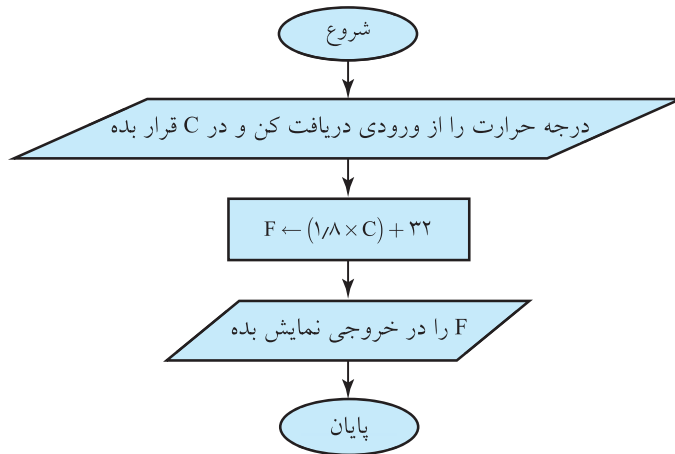 شروع
درجه حرارت را از ورودی دریافت کن و در C قرار بده
F ← (۱٫۸ × C) + ۳۲
F را در خروجی نمایش بده
پایان